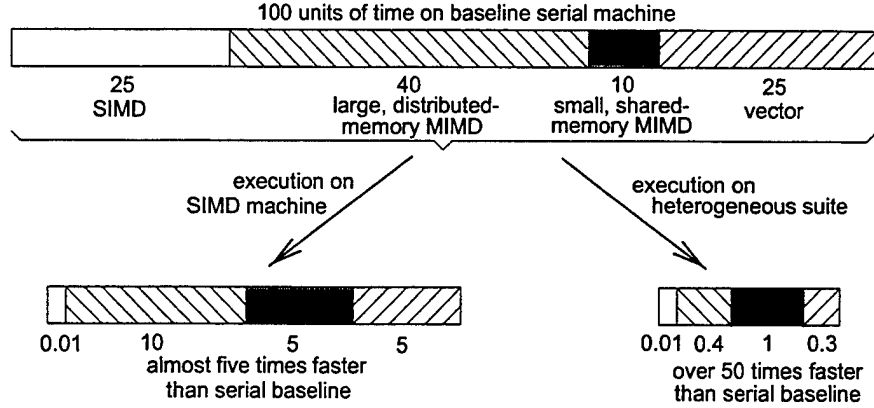 100 units of time on baseline serial machine
25 40 10 25
SIMD large, distributed- small, shared- vector
memory MIMD memory MIMD
execution on execution on
SIMD machine heterogeneous suite
0.01 10 5 5 0.01 0.4 1 0.3
almost five times faster over 50 times faster
than serial baseline than serial baseline